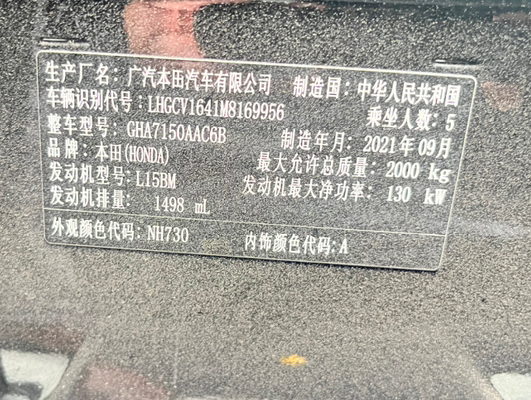 生产厂名：广汽本田汽车有限公司 制造国：中华人民共和国
车辆识别代号：LHGCV1641M8169956 乘坐人数：5
整车型号：GHA7150AAC6B 制造年月：2021年09月
品牌：本田(HONDA) 最大允许总质量：2000 kg
发动机型号：L15BM 发动机最大净功率：130 kW
发动机排量：1498 mL
外观颜色代码：NH730 内饰颜色代码：A